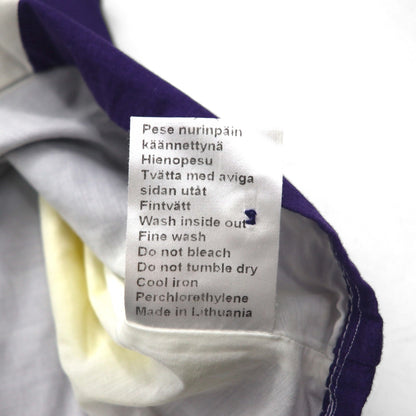 Pese nurinpäin
käännettynä
Hienopesu
Tvätta med aviga
sidan utåt
Fintvätt
Wash inside out
Fine wash
Do not bleach
Do not tumble dry
Cool iron
Perchlorethylene
Made in Lithuania